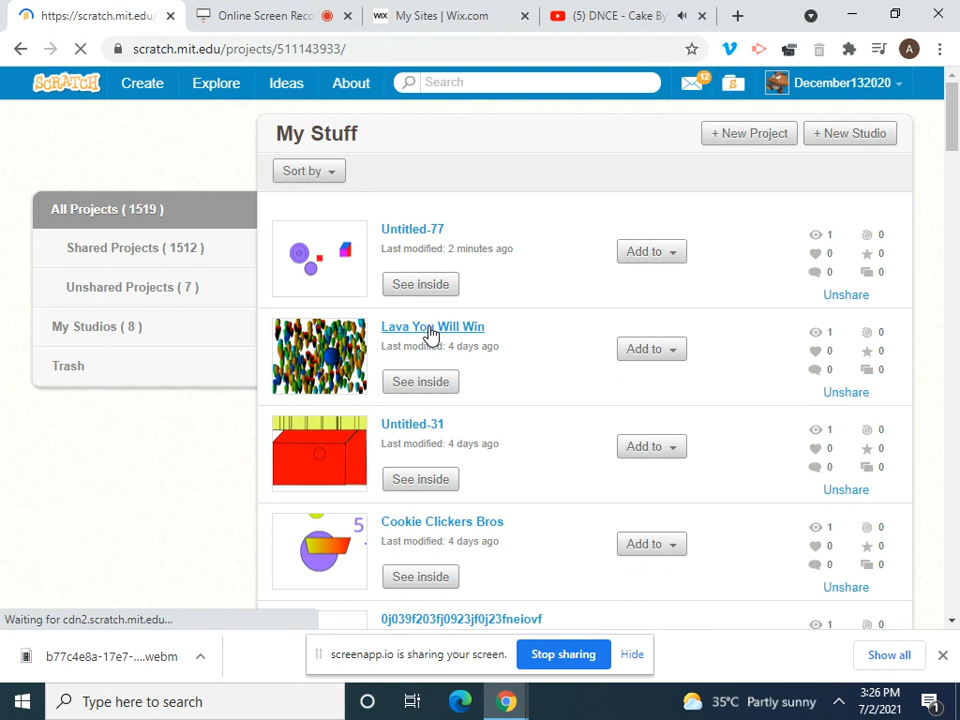 https://scratch.mit.edu/
Online Screen Reco
My Sites | Wix.com
(5) DNCE - Cake By
scratch.mit.edu/projects/511143933/
A
SCRATCH
Create
Explore
Ideas
About
Search
12
S
December132020
My Stuff
+ New Project
+ New Studio
Sort by
All Projects ( 1519 )
Shared Projects ( 1512 )
Unshared Projects ( 7 )
My Studios ( 8 )
Trash
Untitled-77
Last modified: 2 minutes ago
See inside
Add to
1 0
0 0
0 0
Unshare
Lava You Will Win
Last modified: 4 days ago
See inside
Add to
1 0
0 0
0 0
Unshare
Untitled-31
Last modified: 4 days ago
See inside
Add to
1 0
0 0
0 0
Unshare
5
Cookie Clickers Bros
Last modified: 4 days ago
See inside
Add to
1 0
0 0
0 0
Unshare
0j039f203fj0923jf0j23fneiovf
1 0
Waiting for cdn2.scratch.mit.edu...
b77c4e8a-17e7-....webm
screenapp.io is sharing your screen.
Stop sharing
Hide
Show all
Type here to search
35°C Partly sunny
3:26 PM
7/2/2021
1